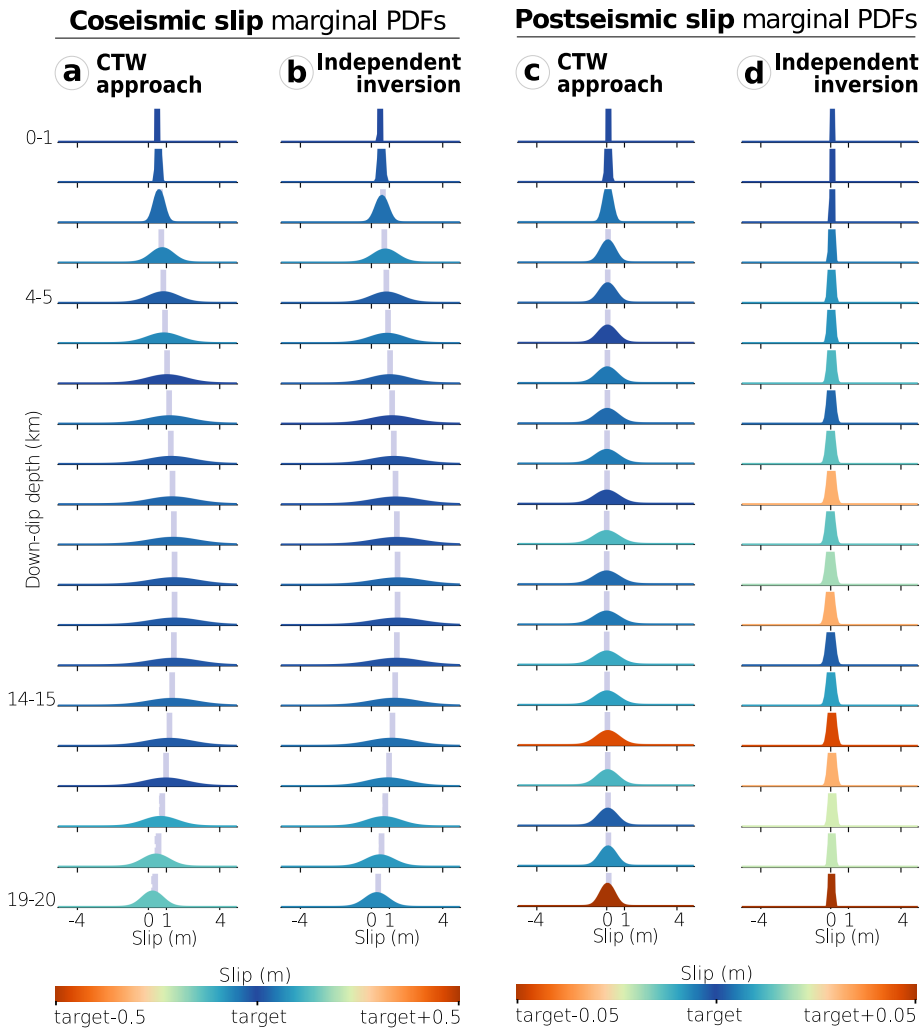 Coseismic slip marginal PDFs
Postseismic slip marginal PDFs
a CTW approach
b Independent inversion
c CTW approach
d Independent inversion
0-1
4-5
14-15
19-20
Down-dip depth (km)
-4 0 1 4
Slip (m)
-4 0 1 4
Slip (m)
-4 0 1 4
Slip (m)
-4 0 1 4
Slip (m)
Slip (m)
target-0.5 target target+0.5
Slip (m)
target-0.05 target target+0.05